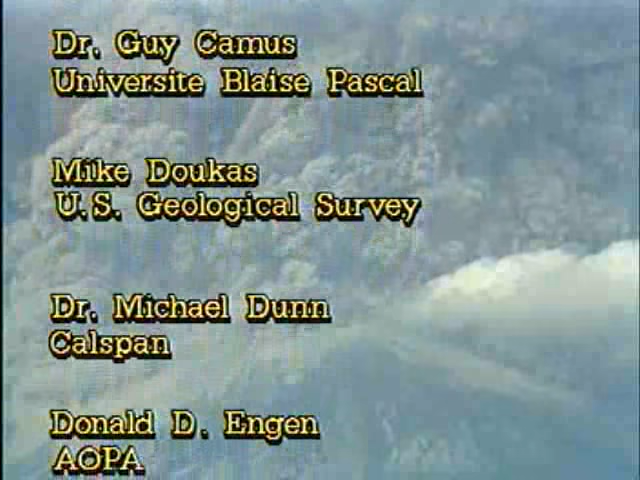 Dr. Guy Camus
Universite Blaise Pascal
Mike Doukas
U.S. Geological Survey
Dr. Michael Dunn
Calspan
Donald D. Engen
AOPA